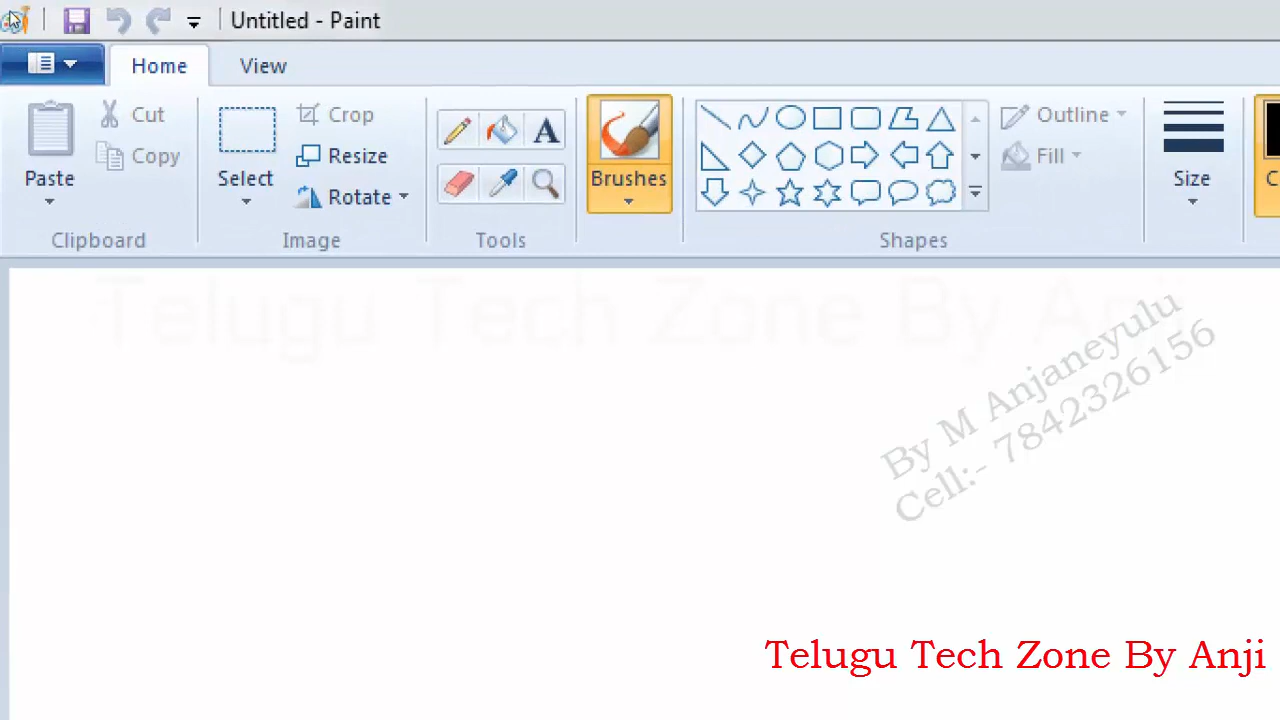 Untitled - Paint
Home View
Cut
Copy
Paste
Clipboard
Select
Crop
Resize
Rotate
Image
A
Tools
Brushes
Shapes
Outline
Fill
Size
C
Telugu Tech Zone By Anji
By M Anjaneyulu
Cell:- 7842326156
Telugu Tech Zone By Anji